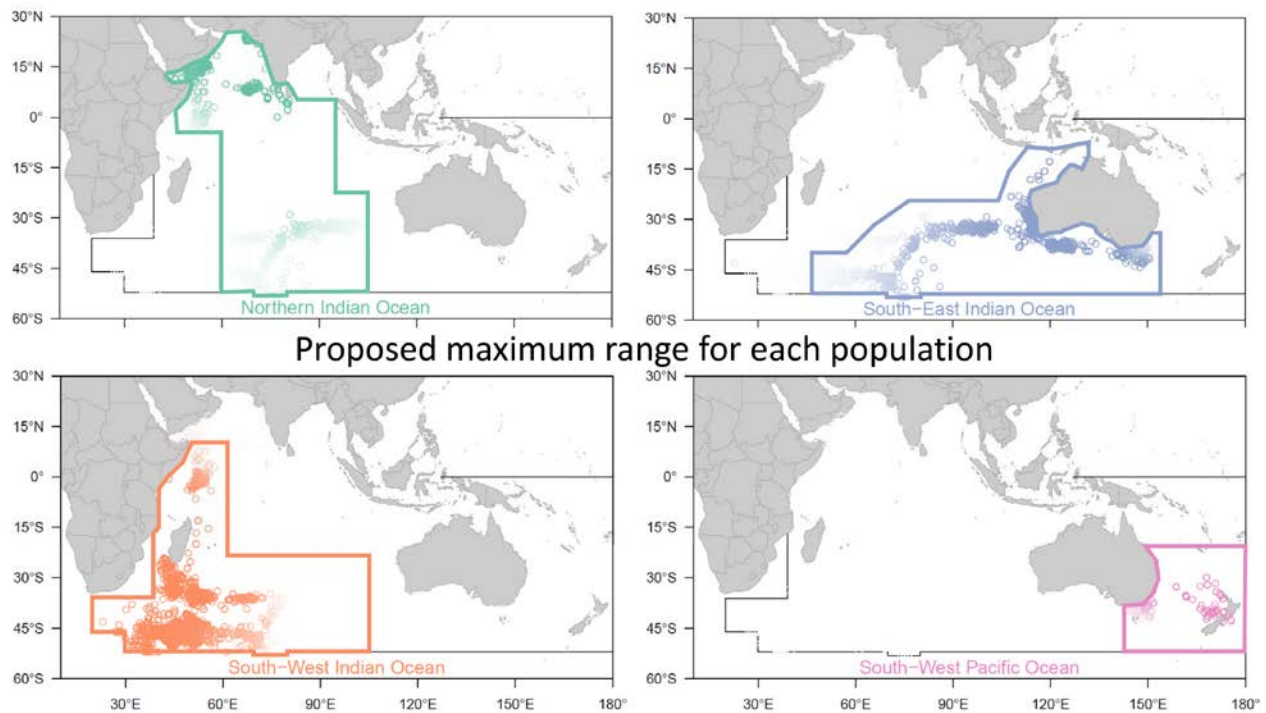 30°N
15°N
0°
15°S
30°S
45°S
60°S
Northern Indian Ocean
South−East Indian Ocean
Proposed maximum range for each population
30°N
30°N
15°N
15°N
0°
0°
15°S
15°S
30°S
30°S
45°S
45°S
60°S
60°S
South−West Indian Ocean
South−West Pacific Ocean
30°N
15°N
0°
15°S
30°S
45°S
60°S
30°E
60°E
90°E
120°E
150°E
180°
30°E
60°E
90°E
120°E
150°E
180°